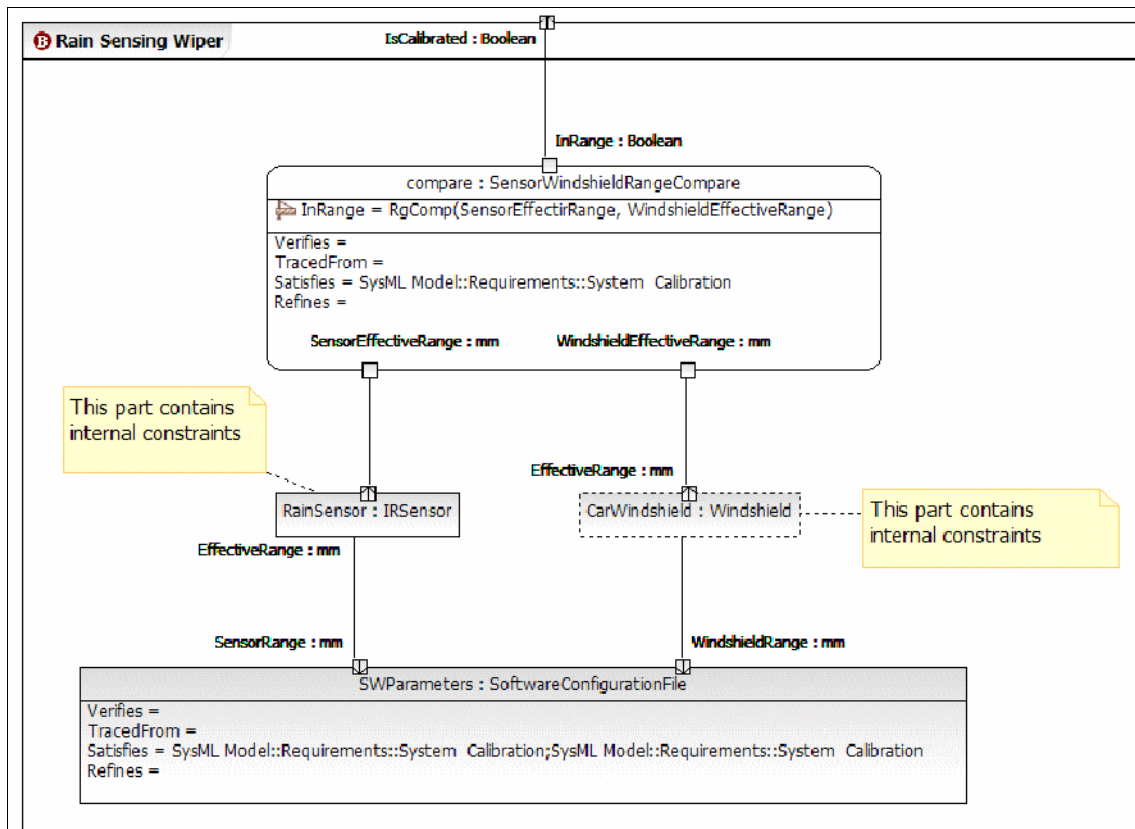 B Rain Sensing Wiper
IsCalibrated : Boolean
InRange : Boolean
compare : SensorWindshieldRangeCompare
InRange = RgComp(SensorEffectirRange, WindshieldEffectiveRange)
Verifies =
TracedFrom =
Satisfies = SysML Model::Requirements::System Calibration
Refines =
SensorEffectiveRange : mm
WindshieldEffectiveRange : mm
This part contains
internal constraints
EffectiveRange : mm
RainSensor : IRSensor
CarWindshield : Windshield
This part contains
internal constraints
EffectiveRange : mm
SensorRange : mm
WindshieldRange : mm
SWParameters : SoftwareConfigurationFile
Verifies =
TracedFrom =
Satisfies = SysML Model::Requirements::System Calibration;SysML Model::Requirements::System Calibration
Refines =